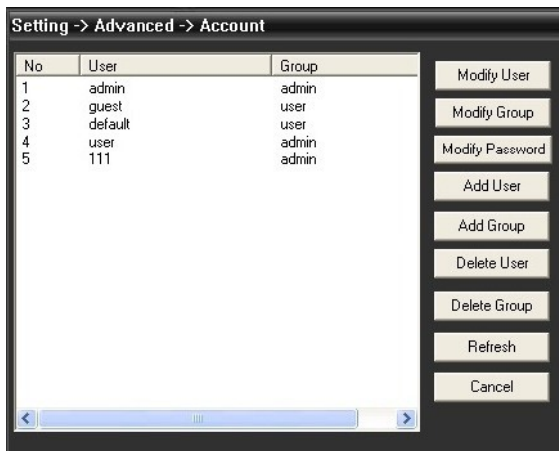 Setting -> Advanced -> Account
No User Group
1 admin admin
2 guest user
3 default user
4 user admin
5 111 admin
Modify User
Modify Group
Modify Password
Add User
Add Group
Delete User
Delete Group
Refresh
Cancel